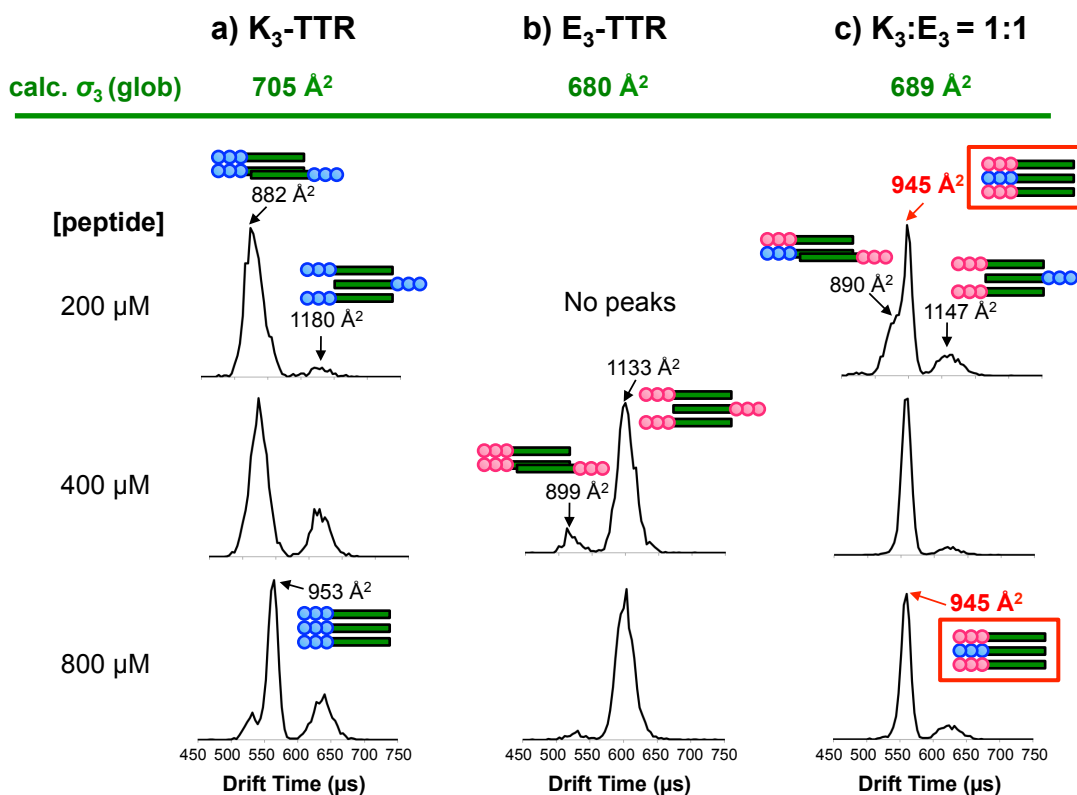 a) K₃-TTR
b) E₃-TTR
c) K₃:E₃ = 1:1
calc. σ₃ (glob)
705 Å²
680 Å²
689 Å²
[peptide]
200 µM
882 Å²
1180 Å²
No peaks
945 Å²
890 Å²
1147 Å²
400 µM
1133 Å²
899 Å²
800 µM
953 Å²
945 Å²
450 500 550 600 650 700 750
450 500 550 600 650 700 750
450 500 550 600 650 700 750
Drift Time (µs)
Drift Time (µs)
Drift Time (µs)